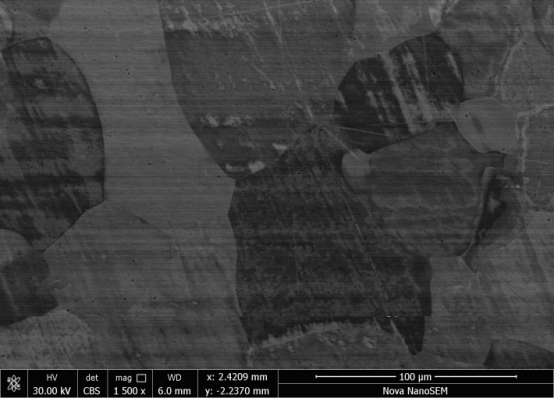 HV
30.00 kV
det
CBS
mag
1 500 x
WD
6.0 mm
x: 2.4209 mm
y: -2.2370 mm
100 µm
Nova NanoSEM